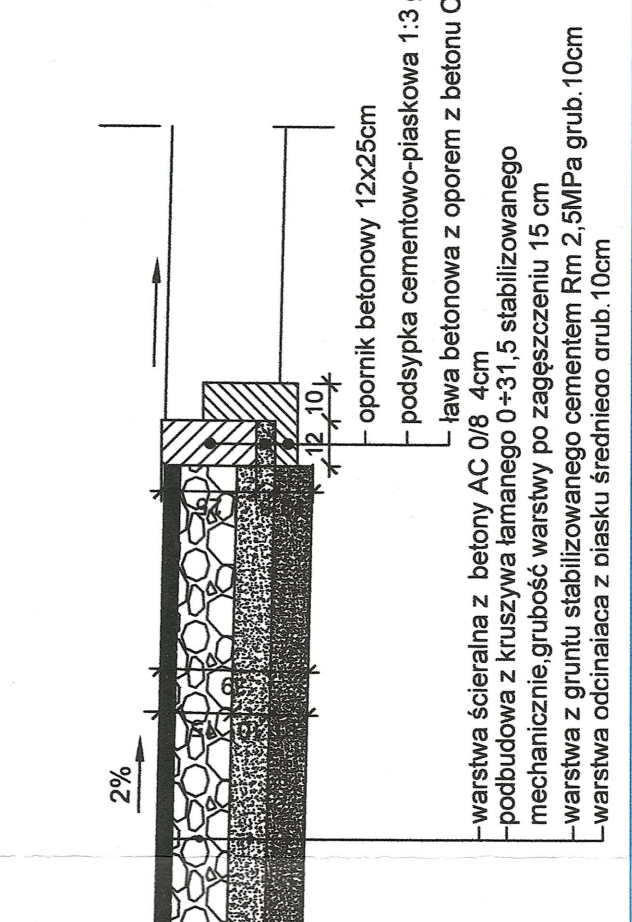 2%
opornik betonowy 12x25cm
podsypka cementowo-piaskowa 1:3
ława betonowa z oporem z betonu
12 10
warstwa ścieralna z betony AC 0/8 4cm
podbudowa z kruszywa łamanego 0÷31,5 stabilizowanego
mechanicznie,grubość warstwy po zagęszczeniu 15 cm
warstwa z gruntu stabilizowanego cementem Rm 2,5MPa grub.10cm
warstwa odcinająca z piasku średniego grub.10cm